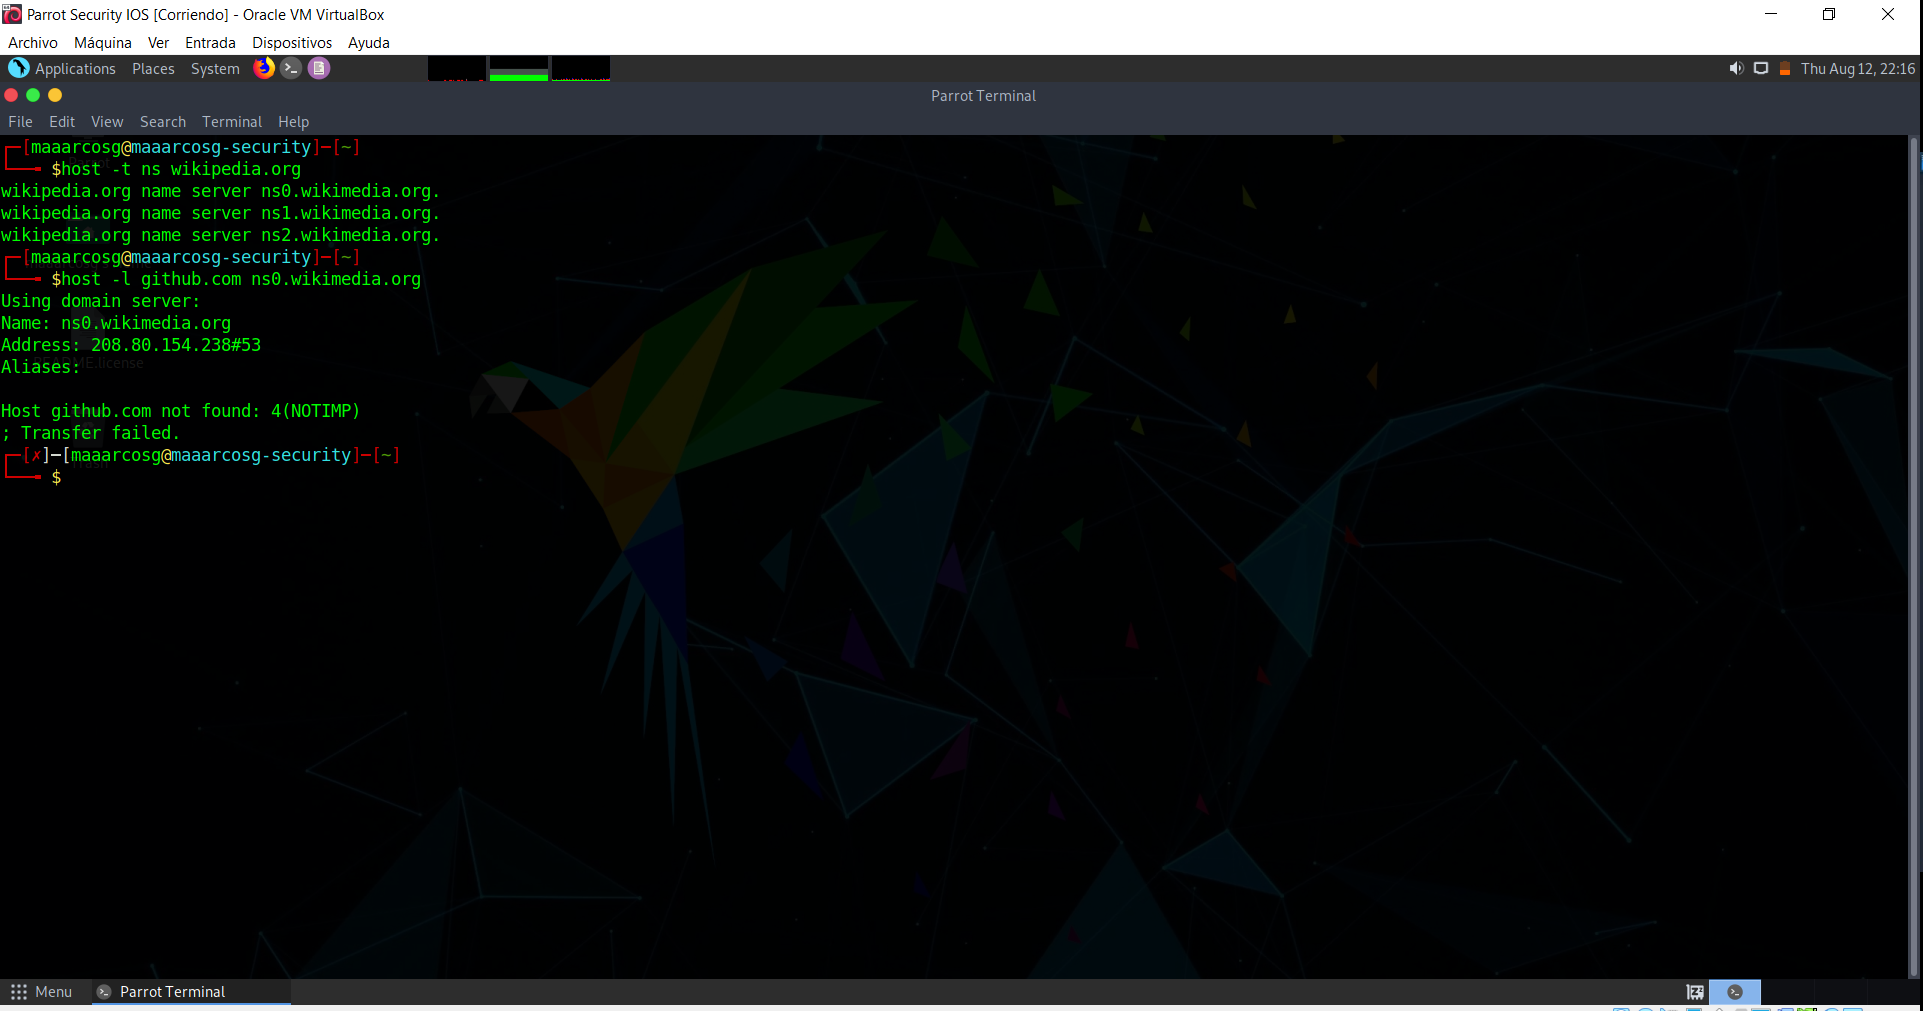 Parrot Security IOS [Corriendo] - Oracle VM VirtualBox
Archivo Máquina Ver Entrada Dispositivos Ayuda
Applications Places System Thu Aug 12, 22:16
Parrot Terminal
File Edit View Search Terminal Help
┌─[maaarcosg@maaarcosg-security]─[~]
└──╼ $host -t ns wikipedia.org
wikipedia.org name server ns0.wikimedia.org.
wikipedia.org name server ns1.wikimedia.org.
wikipedia.org name server ns2.wikimedia.org.
┌─[maaarcosg@maaarcosg-security]─[~]
└──╼ $host -l github.com ns0.wikimedia.org
Using domain server:
Name: ns0.wikimedia.org
Address: 208.80.154.238#53
Aliases:
Host github.com not found: 4(NOTIMP)
; Transfer failed.
┌─[✗]─[maaarcosg@maaarcosg-security]─[~]
└──╼ $
Menu Parrot Terminal